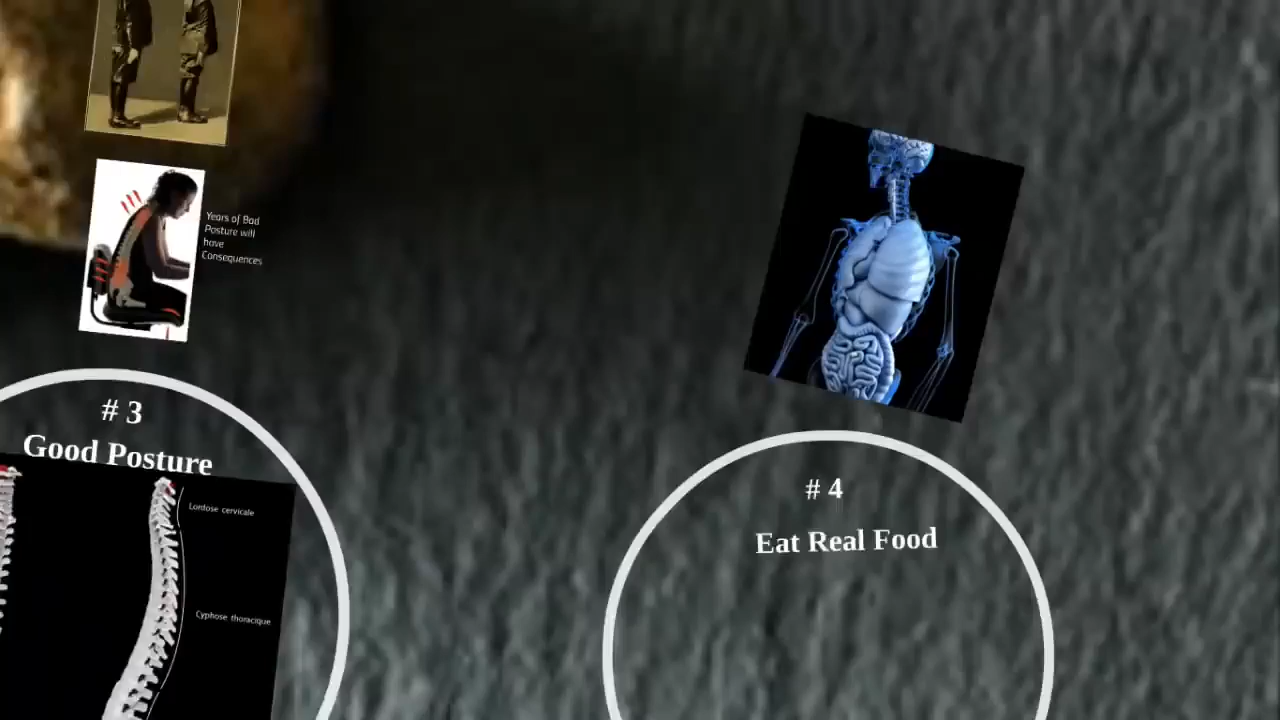 Years of Bad
Posture will
have
Consequences
# 3
Good Posture
Lordose cervicale
Cyphose thoracique
# 4
Eat Real Food